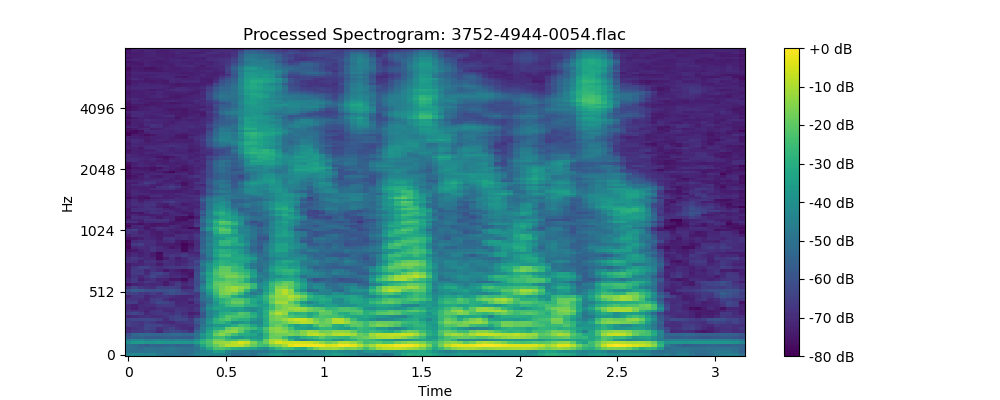 Processed Spectrogram: 3752-4944-0054.flac
+0 dB
-10 dB
4096
-20 dB
-30 dB
2048
Hz
-40 dB
1024
-50 dB
-60 dB
512
-70 dB
0
-80 dB
0 0.5 1 1.5 2 2.5 3
Time